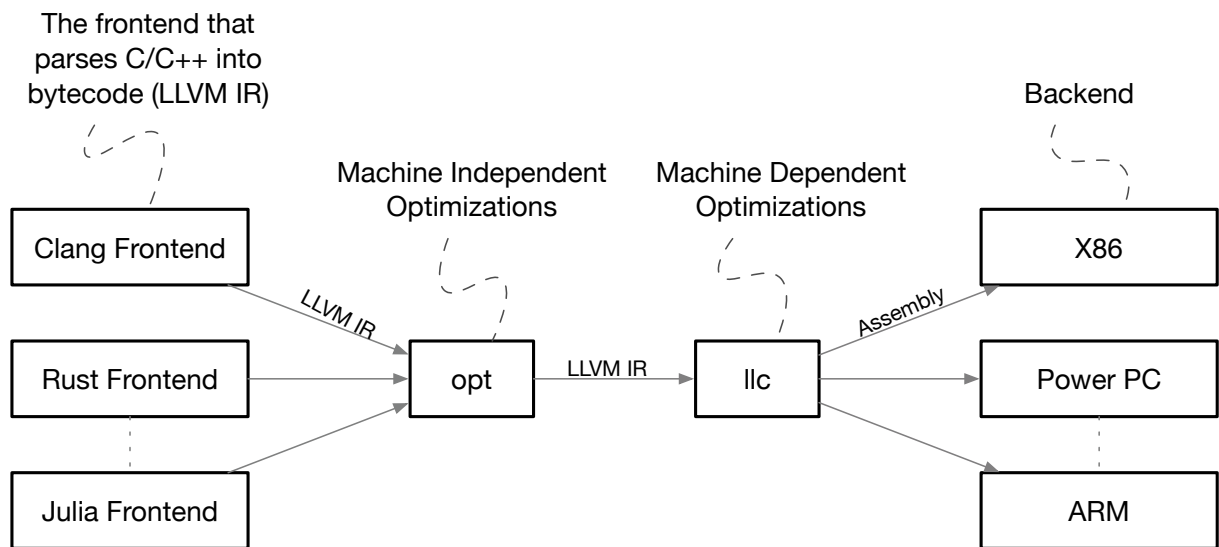 The frontend that
parses C/C++ into
bytecode (LLVM IR)
Backend
Machine Independent
Optimizations
Machine Dependent
Optimizations
Clang Frontend
X86
LLVM IR
Assembly
Rust Frontend
opt
LLVM IR
llc
Power PC
Julia Frontend
ARM